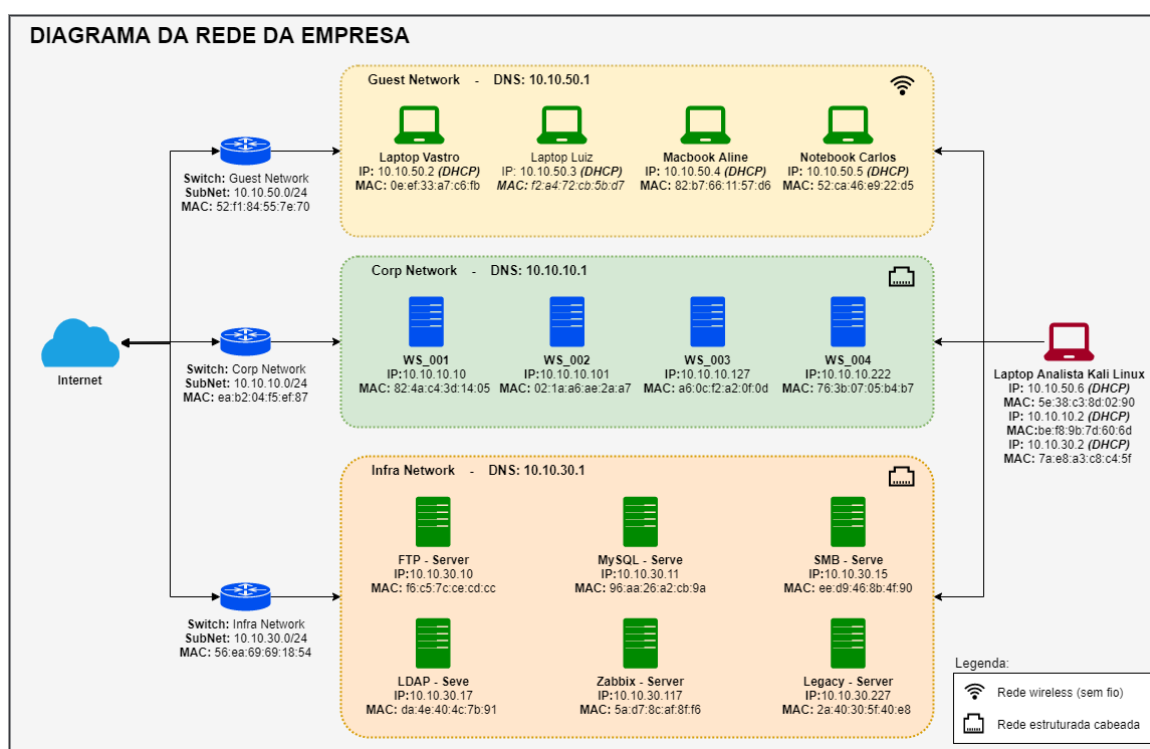 DIAGRAMA DA REDE DA EMPRESA
Guest Network - DNS: 10.10.50.1
Laptop Vastro
IP: 10.10.50.2 (DHCP)
MAC: 0e:ef:33:a7:c6:fb
Laptop Luiz
IP: 10.10.50.3 (DHCP)
MAC: f2:a4:72:cb:5b:d7
Macbook Aline
IP: 10.10.50.4 (DHCP)
MAC: 82:b7:66:11:57:d6
Notebook Carlos
IP: 10.10.50.5 (DHCP)
MAC: 52:ca:46:e9:22:d5
Switch: Guest Network
SubNet: 10.10.50.0/24
MAC: 52:f1:84:55:7e:70
Corp Network - DNS: 10.10.10.1
WS_001
IP:10.10.10.10
MAC: 82:4a:c4:3d:14:05
WS_002
IP:10.10.10.101
MAC: 02:1a:a6:ae:2a:a7
WS_003
IP:10.10.10.127
MAC: a6:0c:f2:a2:0f:0d
WS_004
IP:10.10.10.222
MAC: 76:3b:07:05:b4:b7
Internet
Switch: Corp Network
SubNet: 10.10.10.0/24
MAC: ea:b2:04:f5:ef:87
Laptop Analista Kali Linux
IP: 10.10.50.6 (DHCP)
MAC: 5e:38:c3:8d:02:90
IP: 10.10.10.2 (DHCP)
MAC:be:f8:9b:7d:60:6d
IP: 10.10.30.2 (DHCP)
MAC: 7a:e8:a3:c8:c4:5f
Infra Network - DNS: 10.10.30.1
FTP - Server
IP:10.10.30.10
MAC: f6:c5:7c:ce:cd:cc
MySQL - Serve
IP:10.10.30.11
MAC: 96:aa:26:a2:cb:9a
SMB - Serve
IP:10.10.30.15
MAC: ee:d9:46:8b:4f:90
Switch: Infra Network
SubNet: 10.10.30.0/24
MAC: 56:ea:69:69:18:54
LDAP - Seve
IP:10.10.30.17
MAC: da:4e:40:4c:7b:91
Zabbix - Server
IP:10.10.30.117
MAC: 5a:d7:8c:af:8f:f6
Legacy - Server
IP:10.10.30.227
MAC: 2a:40:30:5f:40:e8
Legenda:
Rede wireless (sem fio)
Rede estruturada cabeada